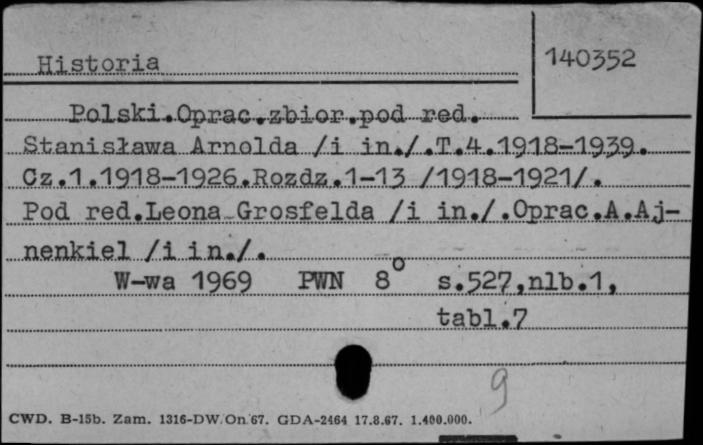 Historia
140352
Polski.Oprac.zbior.pod red.
Stanisława Arnolda /i in./.T.4.1918-1939.
Cz.1.1918-1926.Rozdz.1-13 /1918-1921/.
Pod red.Leona Grosfelda /i in./.Oprac.A.Aj-
nenkiel /i in./.
W-wa 1969 PWN 8° s.527,nlb.1,
tabl.7
9
CWD. B-15b. Zam. 1316-DW/On/67. GDA-2464 17.8.67. 1.400.000.